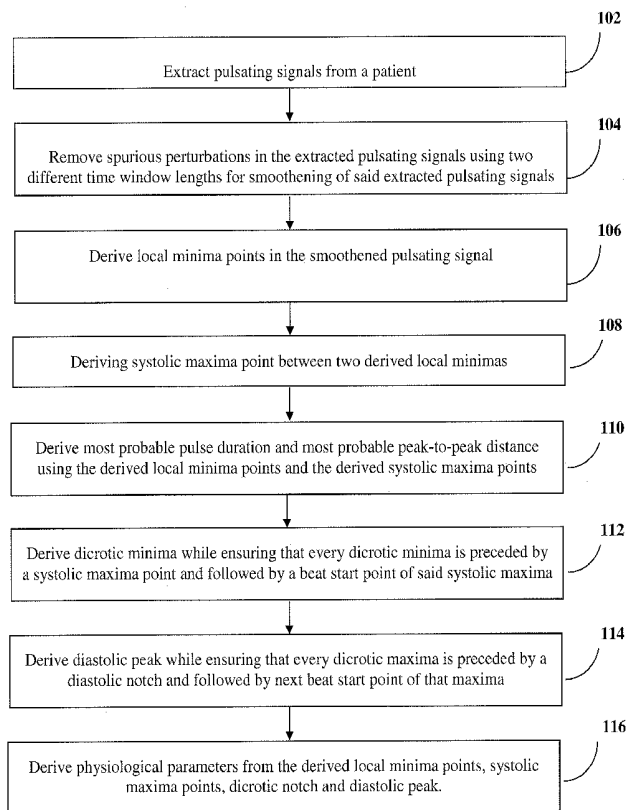 102
Extract pulsating signals from a patient
104
Remove spurious perturbations in the extracted pulsating signals using two
different time window lengths for smoothening of said extracted pulsating signals
106
Derive local minima points in the smoothened pulsating signal
108
Deriving systolic maxima point between two derived local minimas
110
Derive most probable pulse duration and most probable peak-to-peak distance
using the derived local minima points and the derived systolic maxima points
112
Derive dicrotic minima while ensuring that every dicrotic minima is preceded by
a systolic maxima point and followed by a beat start point of said systolic maxima
114
Derive diastolic peak while ensuring that every dicrotic maxima is preceded by a
diastolic notch and followed by next beat start point of that maxima
116
Derive physiological parameters from the derived local minima points, systolic
maxima points, dicrotic notch and diastolic peak.